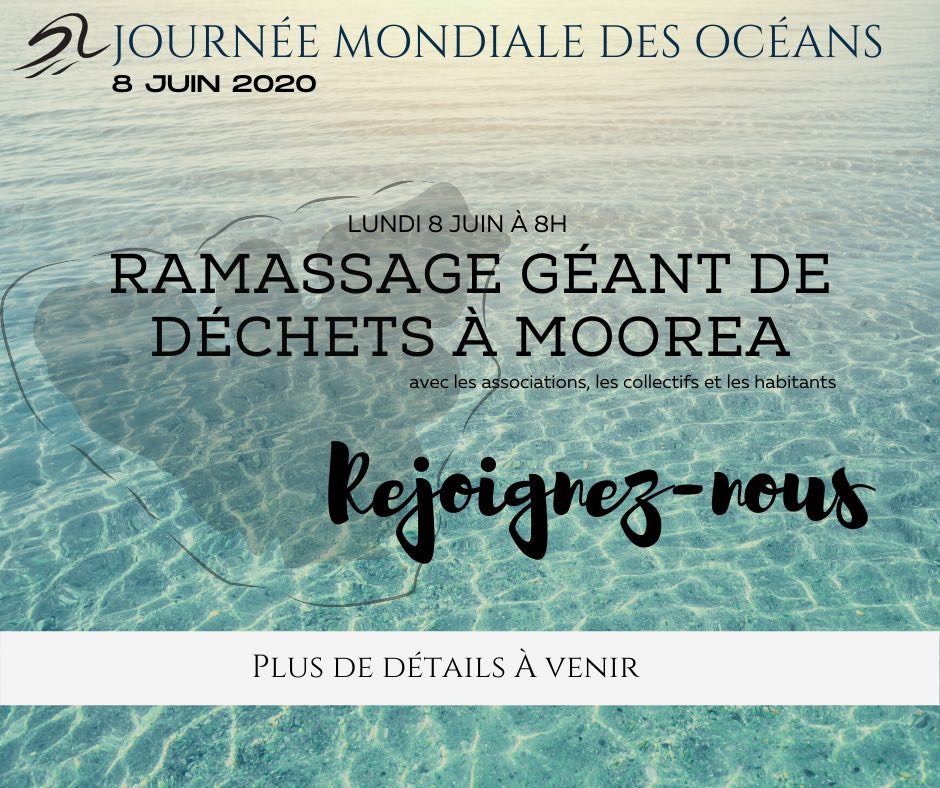 JOURNÉE MONDIALE DES OCÉANS
8 JUIN 2020
LUNDI 8 JUIN À 8H
RAMASSAGE GÉANT DE
DÉCHETS À MOOREA
avec les associations, les collectifs et les habitants
Rejoignez-nous
PLUS DE DÉTAILS À VENIR